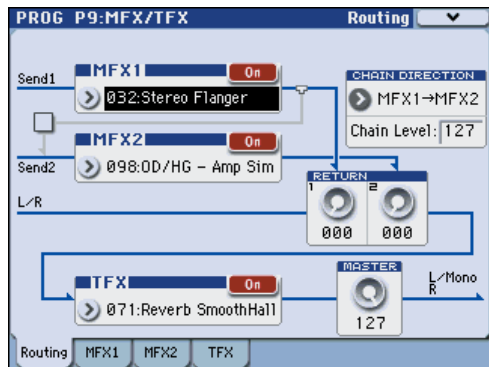 PROG P9:MFX/TFX Routing
Send1
MFX1 On
032:Stereo Flanger
CHAIN DIRECTION
MFX1→MFX2
Chain Level: 127
Send2
MFX2 On
098:OD/HG - Amp Sim
L/R
RETURN
1 2
000 000
TFX On
071:Reverb SmoothHall
MASTER
127
L/Mono
R
Routing MFX1 MFX2 TFX